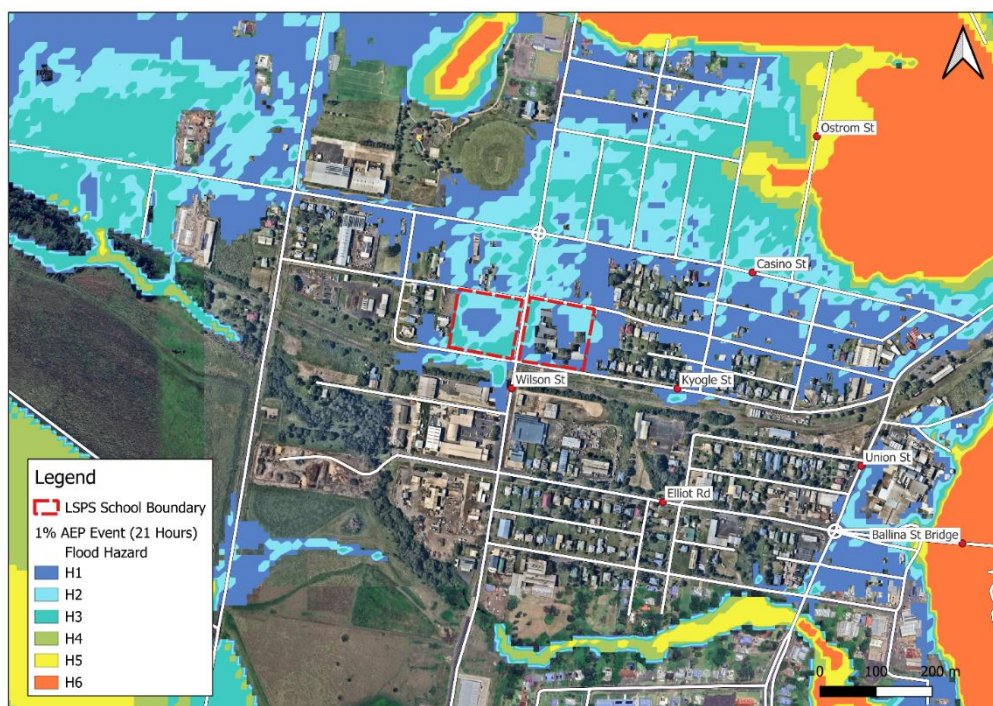 Ostrom St
Casino St
Wilson St
Kyogle St
Union St
Elliot Rd
Ballina St Bridge
Legend
LSPS School Boundary
1% AEP Event (21 Hours)
Flood Hazard
H1
H2
H3
H4
H5
H6
0 100 200 m